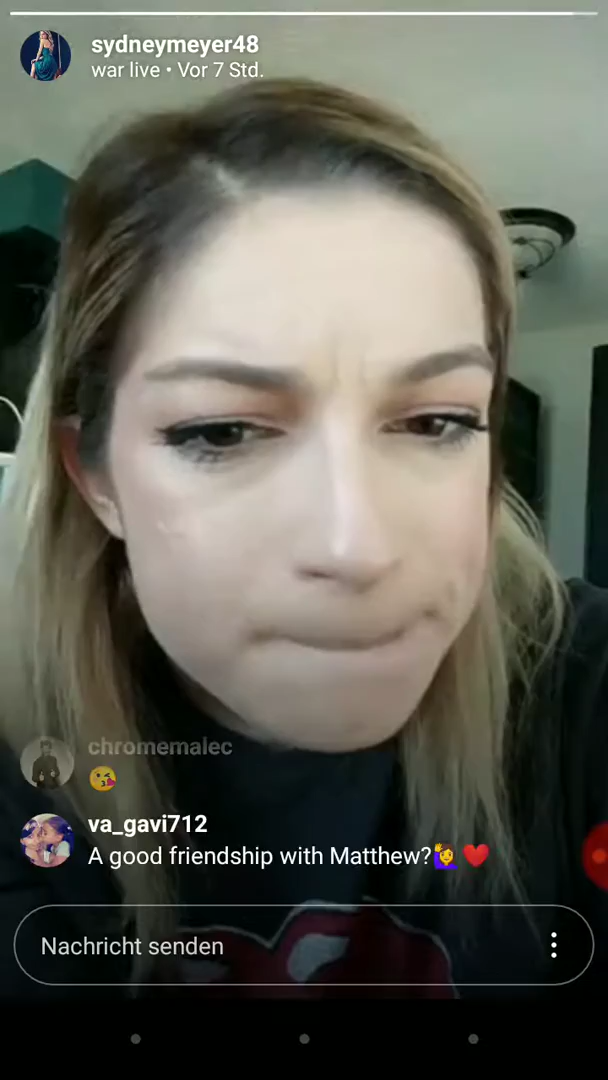 sydneymeyer48
war live • Vor 7 Std.
chromemalec
😘
va_gavi712
A good friendship with Matthew?🙋‍♀️❤️
Nachricht senden